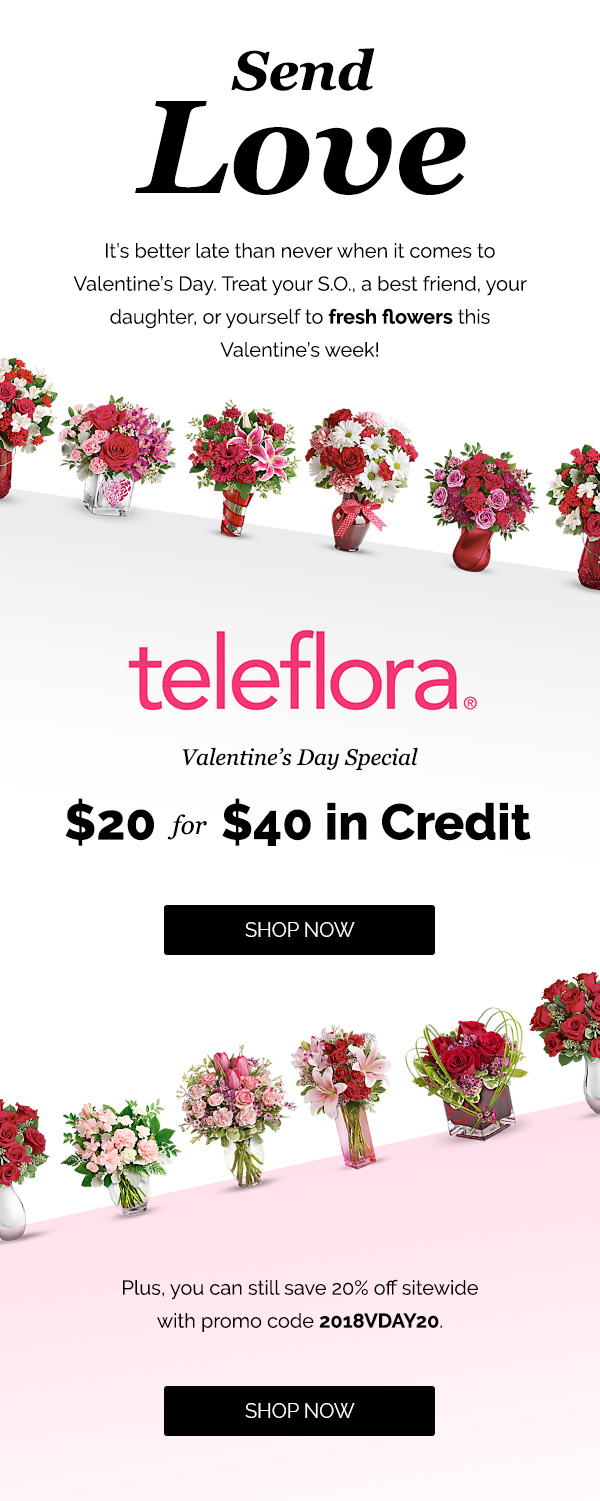 Send
Love
It's better late than never when it comes to
Valentine's Day. Treat your S.O., a best friend, your
daughter, or yourself to fresh flowers this
Valentine's week!
teleflora®
Valentine's Day Special
$20 for $40 in Credit
SHOP NOW
Plus, you can still save 20% off sitewide
with promo code 2018VDAY20.
SHOP NOW